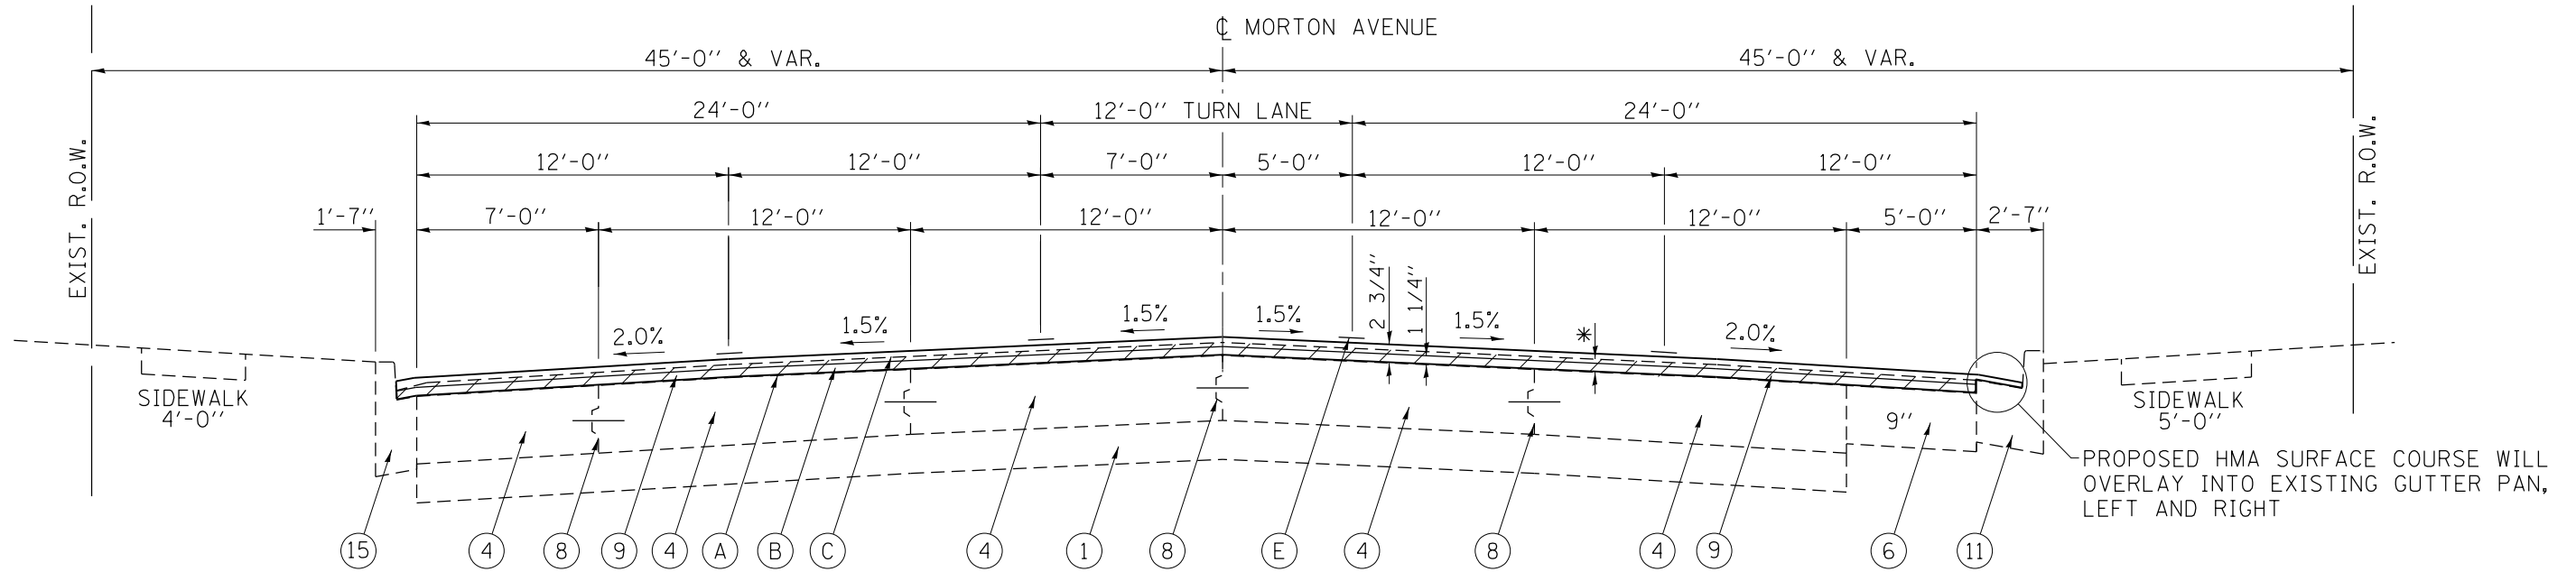 ℄ MORTON AVENUE
45'-0'' & VAR.
45'-0'' & VAR.
24'-0''
12'-0'' TURN LANE
24'-0''
EXIST. R.O.W.
EXIST. R.O.W.
12'-0''
12'-0''
7'-0''
5'-0''
12'-0''
12'-0''
1'-7''
7'-0''
12'-0''
12'-0''
12'-0''
12'-0''
5'-0''
2'-7''
2 3/4''
1 1/4''
2.0%
1.5%
1.5%
1.5%
1.5%
*
2.0%
SIDEWALK
4'-0''
SIDEWALK
5'-0''
9''
PROPOSED HMA SURFACE COURSE WILL
OVERLAY INTO EXISTING GUTTER PAN,
LEFT AND RIGHT
15
4
8
9
4
A
B
C
4
1
8
E
4
8
4
9
6
11